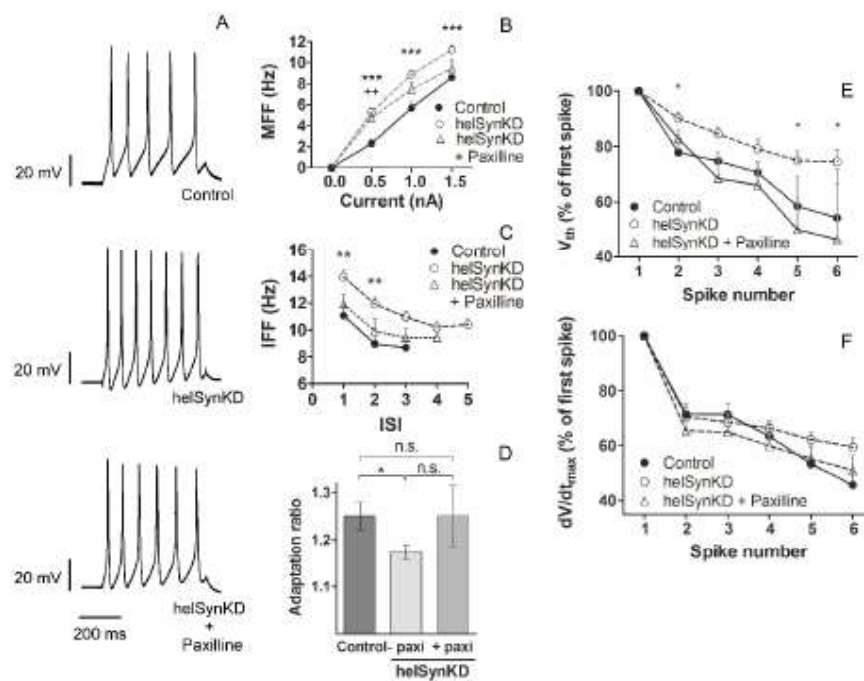 A
20 mV
Control
20 mV
helSynKD
20 mV
200 ms
helSynKD
+
Paxilline
B
MFF (Hz)
12
10
8
6
4
2
0
***
++
***
***
Control
helSynKD
helSynKD
+ Paxilline
0.0 0.5 1.0 1.5
Current (nA)
C
IFF (Hz)
16
14
12
10
8
6
**
**
Control
helSynKD
helSynKD
+ Paxilline
0 1 2 3 4 5
ISI
D
n.s.
* n.s.
Adaptation ratio
1.3
1.2
1.1
Control - paxi + paxi
helSynKD
E
Vth (% of first spike)
100
80
60
40
*
* *
Control
helSynKD
helSynKD + Paxilline
1 2 3 4 5 6
Spike number
F
dV/dtmax (% of first spike)
100
80
60
40
Control
helSynKD
helSynKD + Paxilline
1 2 3 4 5 6
Spike number